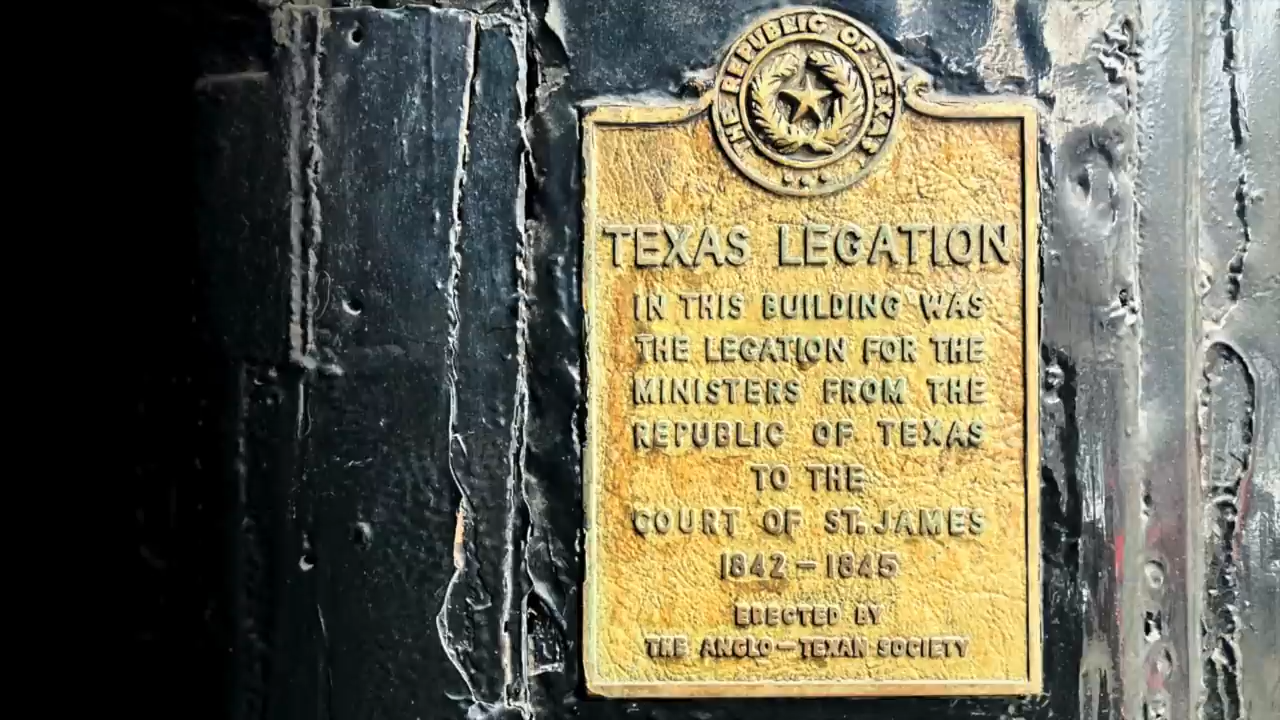 THE REPUBLIC OF TEXAS
TEXAS LEGATION
IN THIS BUILDING WAS
THE LEGATION FOR THE
MINISTERS FROM THE
REPUBLIC OF TEXAS
TO THE
COURT OF ST. JAMES
1842 – 1845
ERECTED BY
THE ANGLO – TEXAN SOCIETY